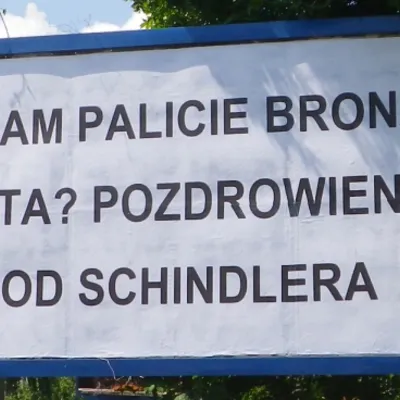 AM PALICIE BRON
TA? POZDROWIEN
OD SCHINDLERA